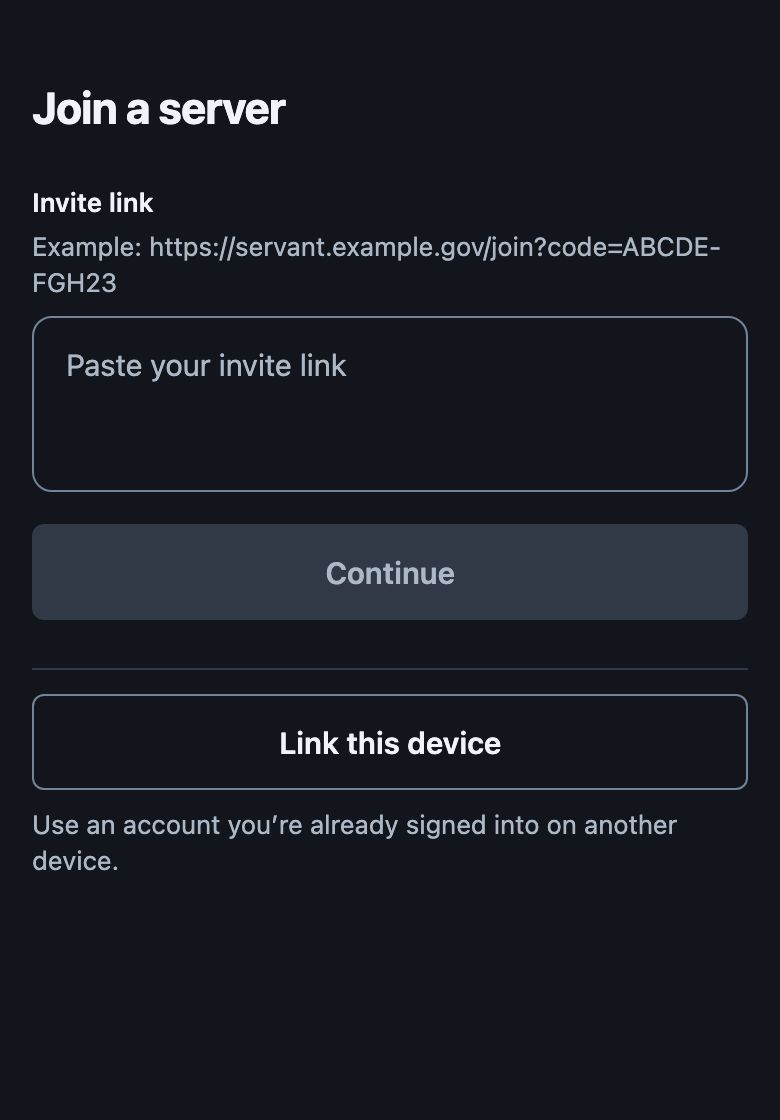 Join a server
Invite link
Example: https://servant.example.gov/join?code=ABCDE-
FGH23
Paste your invite link
Continue
Link this device
Use an account you’re already signed into on another
device.